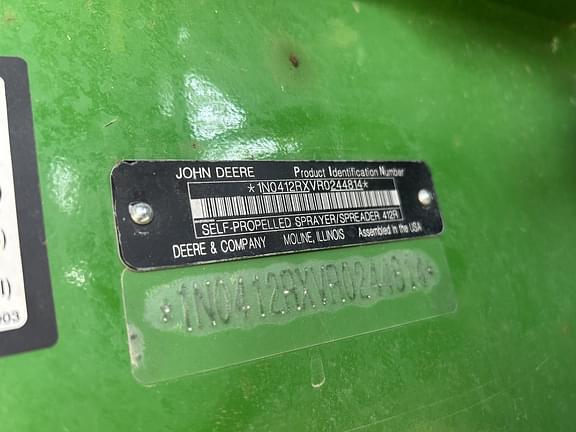 JOHN DEERE Product Identification Number
*1N0412RXVR0244814*
SELF-PROPELLED SPRAYER/SPREADER 412R
DEERE & COMPANY MOLINE, ILLINOIS Assembled in the USA
*1N0412RXVR0244814*